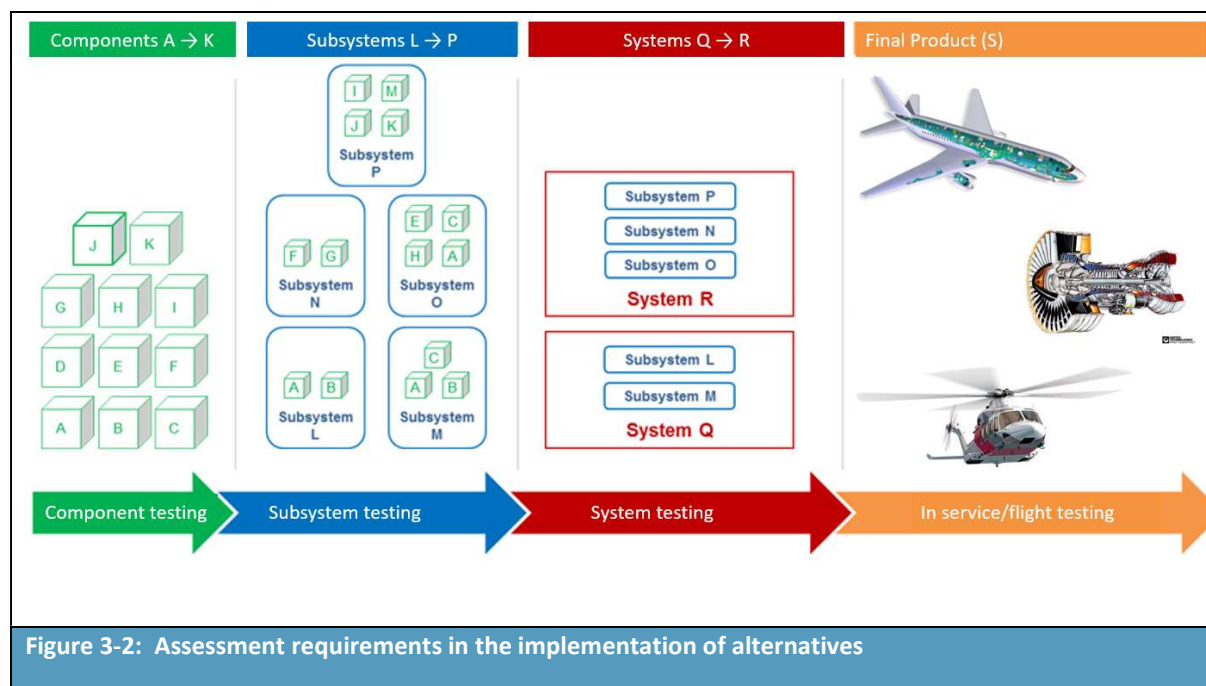 Components A → K
Subsystems L → P
Systems Q → R
Final Product (S)
J K
G H I
D E F
A B C
I M
J K
Subsystem
P
F G
Subsystem
N
E C
H A
Subsystem
O
A B
Subsystem
L
C
A B
Subsystem
M
Subsystem P
Subsystem N
Subsystem O
System R
Subsystem L
Subsystem M
System Q
Component testing
Subsystem testing
System testing
In service/flight testing
Figure 3-2: Assessment requirements in the implementation of alternatives